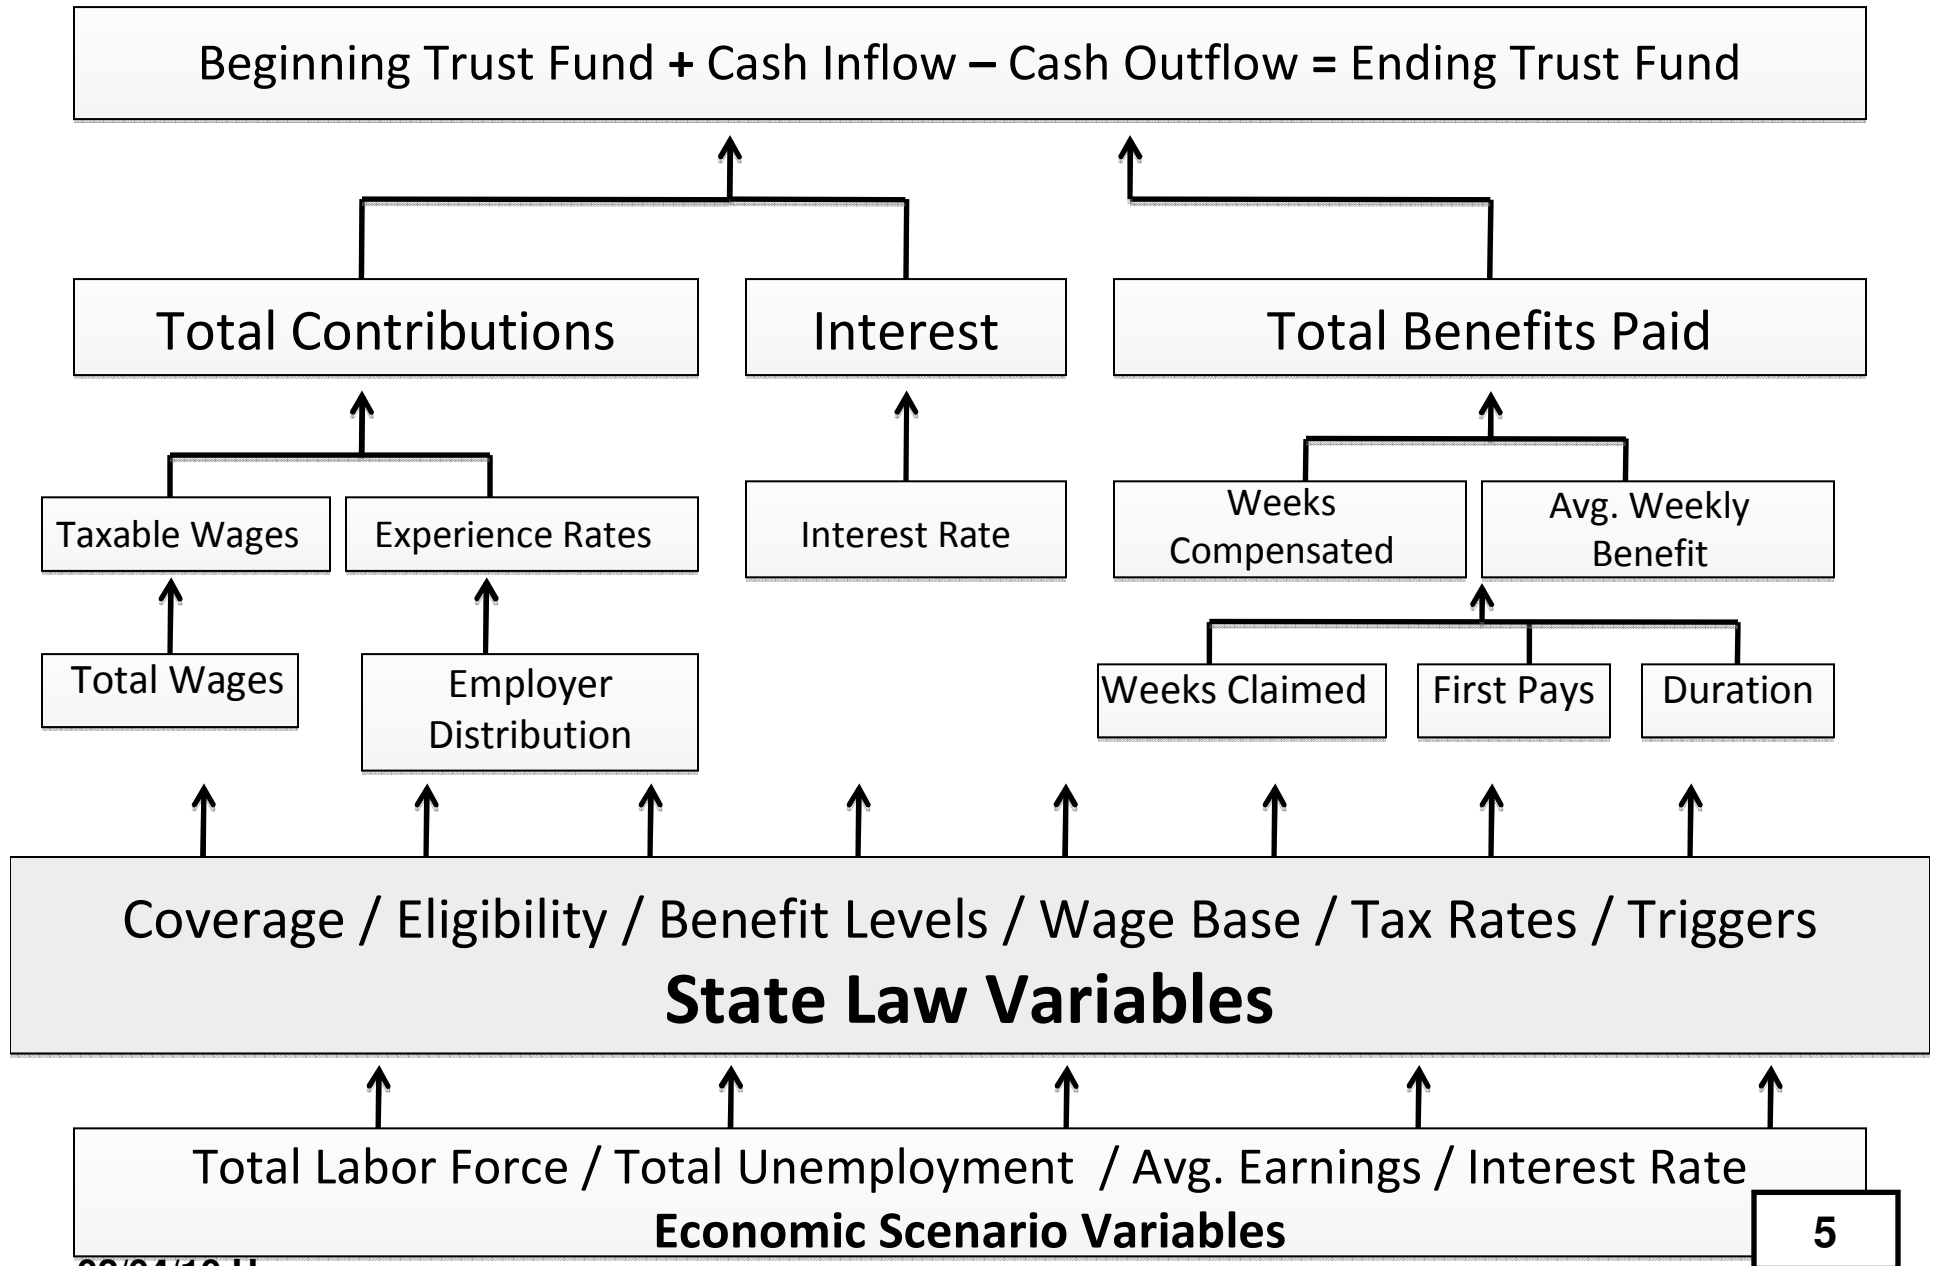 Beginning Trust Fund + Cash Inflow – Cash Outflow = Ending Trust Fund
Total Contributions
Interest
Total Benefits Paid
Taxable Wages
Experience Rates
Interest Rate
Weeks
Compensated
Avg. Weekly
Benefit
Total Wages
Employer
Distribution
Weeks Claimed
First Pays
Duration
Coverage / Eligibility / Benefit Levels / Wage Base / Tax Rates / Triggers
State Law Variables
Total Labor Force / Total Unemployment / Avg. Earnings / Interest Rate
Economic Scenario Variables
5